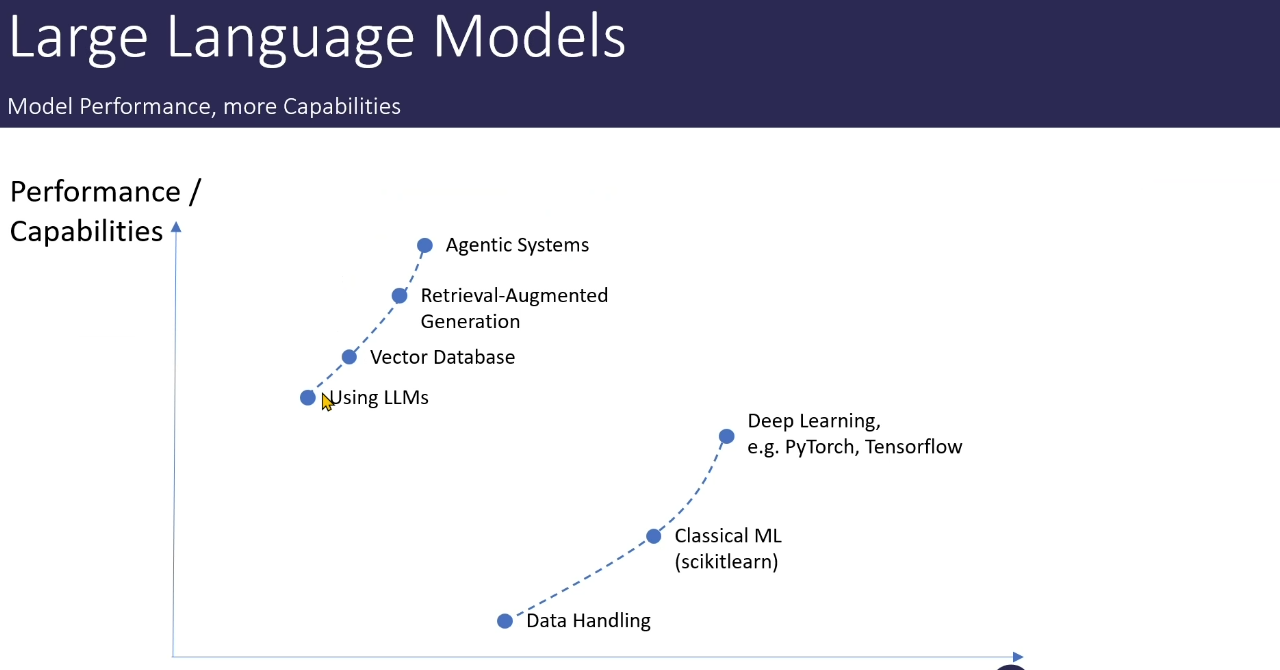 Large Language Models
Model Performance, more Capabilities
Performance /
Capabilities
Agentic Systems
Retrieval-Augmented
Generation
Vector Database
Using LLMs
Deep Learning,
e.g. PyTorch, Tensorflow
Classical ML
(scikitlearn)
Data Handling